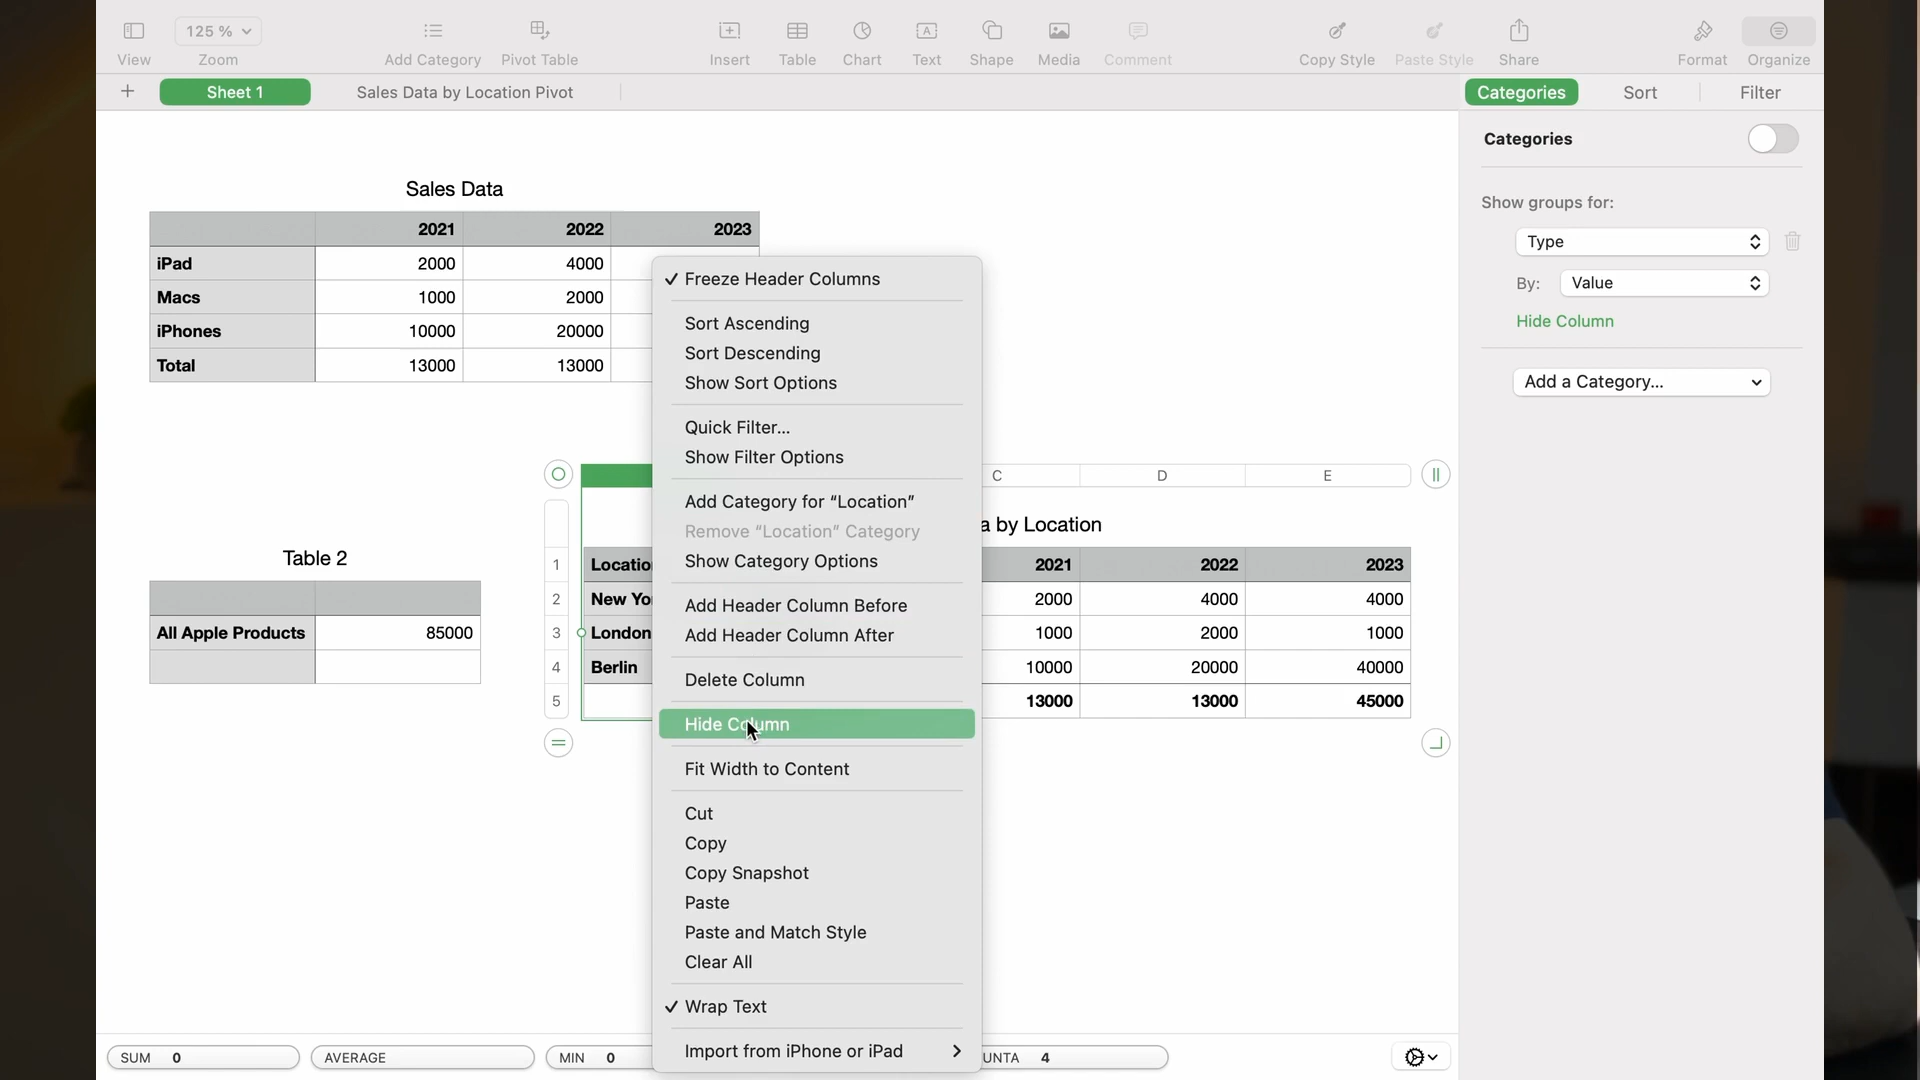 125 %
View
Zoom
Add Category
Pivot Table
Insert
Table
Chart
Text
Shape
Media
Comment
Copy Style
Paste Style
Share
Format
Organize
Sheet 1
Sales Data by Location Pivot
Categories
Sort
Filter
Categories
Show groups for:
Type
By:
Value
Hide Column
Add a Category...
Sales Data
2021 2022 2023
iPad 2000 4000
Macs 1000 2000
iPhones 10000 20000
Total 13000 13000
Table 2
All Apple Products 85000
C D E
a by Location
1 Locatio 2021 2022 2023
2 New Yo 2000 4000 4000
3 London 1000 2000 1000
4 Berlin 10000 20000 40000
5 13000 13000 45000
✓ Freeze Header Columns
Sort Ascending
Sort Descending
Show Sort Options
Quick Filter...
Show Filter Options
Add Category for “Location”
Remove “Location” Category
Show Category Options
Add Header Column Before
Add Header Column After
Delete Column
Hide Column
Fit Width to Content
Cut
Copy
Copy Snapshot
Paste
Paste and Match Style
Clear All
✓ Wrap Text
Import from iPhone or iPad
SUM 0
AVERAGE
MIN 0
UNTA 4